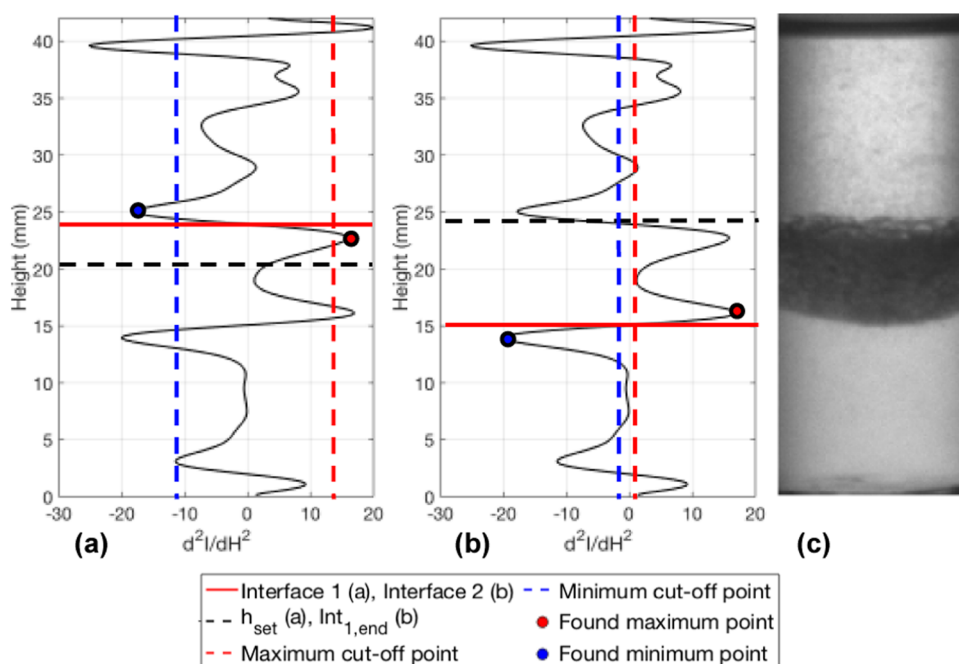 40
35
30
25
20
15
10
5
0
Height (mm)
-30 -20 -10 0 10 20
d²I/dH²
(a)
40
35
30
25
20
15
10
5
0
Height (mm)
-30 -20 -10 0 10 20
d²I/dH²
(b)
(c)
Interface 1 (a), Interface 2 (b)
h_set (a), Int_1,end (b)
Maximum cut-off point
Minimum cut-off point
Found maximum point
Found minimum point